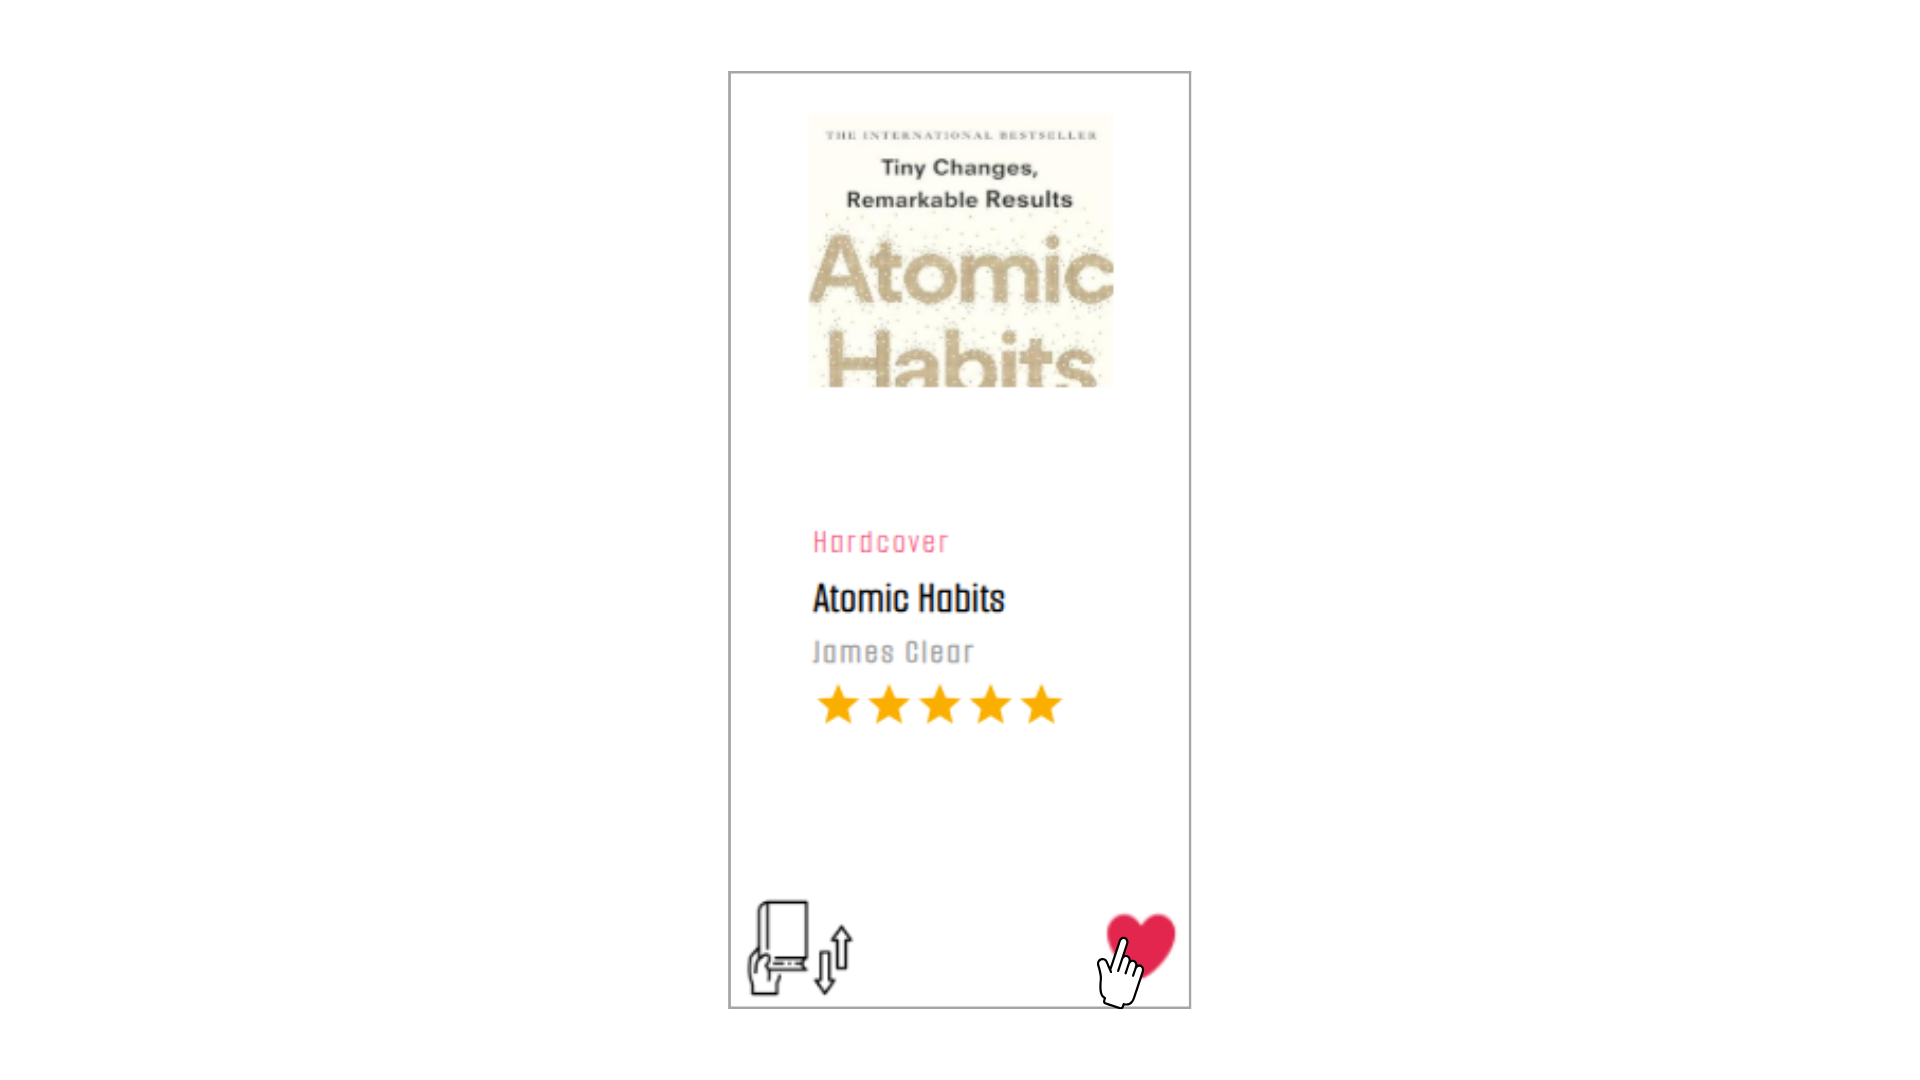 THE INTERNATIONAL BESTSELLER
Tiny Changes,
Remarkable Results
Atomic
Habits
Hardcover
Atomic Habits
James Clear